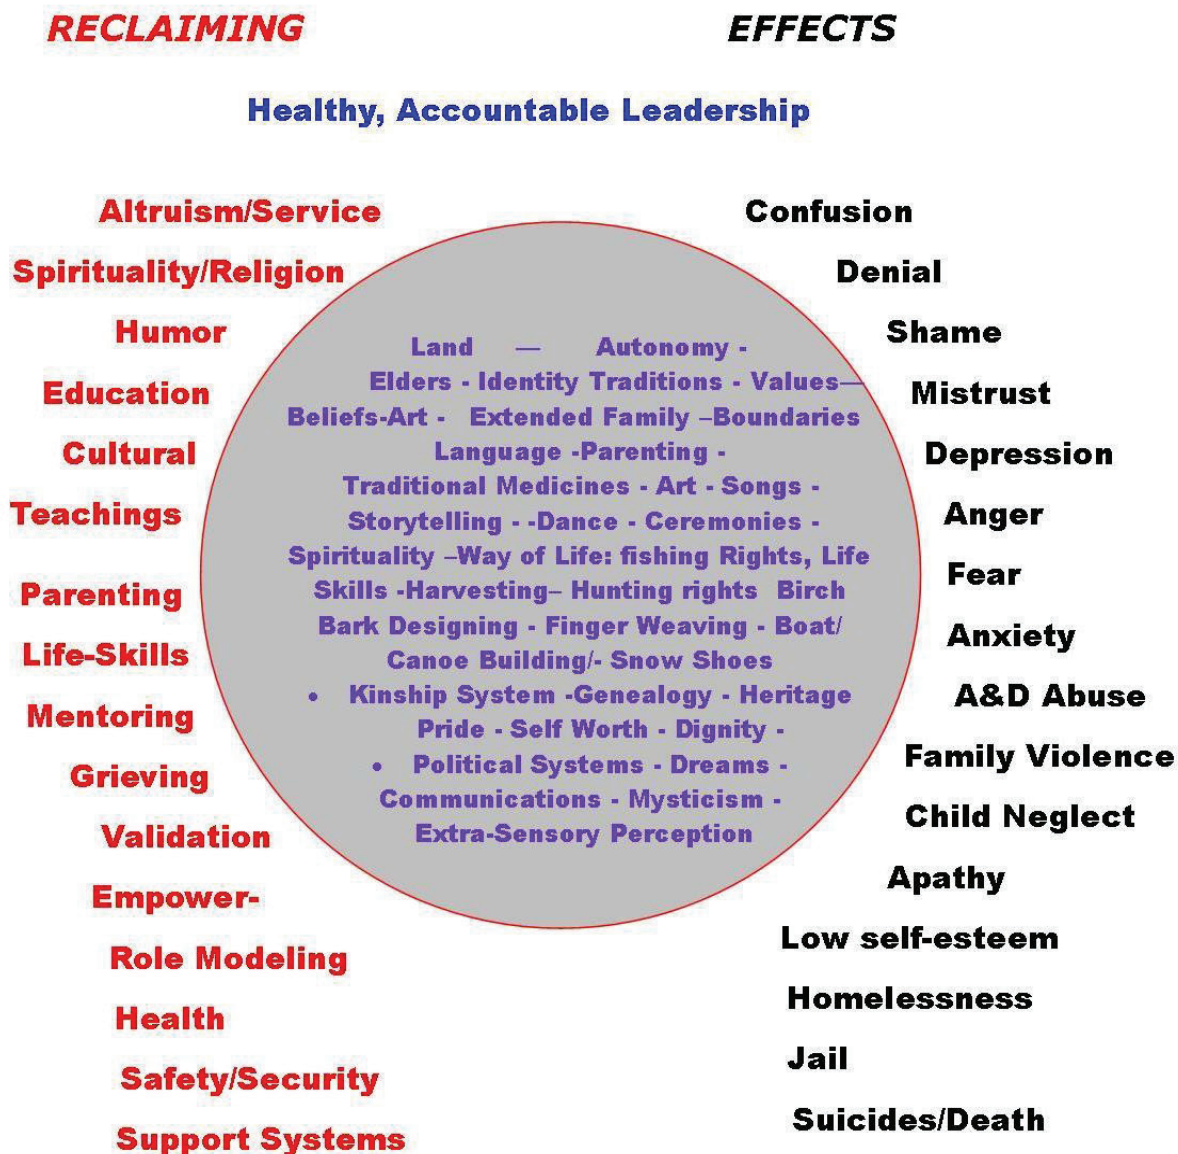 RECLAIMING
EFFECTS
Healthy, Accountable Leadership
Altruism/Service
Spirituality/Religion
Humor
Education
Cultural
Teachings
Parenting
Life-Skills
Mentoring
Grieving
Validation
Empower-
Role Modeling
Health
Safety/Security
Support Systems
Land — Autonomy -
Elders - Identity Traditions - Values—
Beliefs-Art - Extended Family –Boundaries
Language -Parenting -
Traditional Medicines - Art - Songs -
Storytelling - -Dance - Ceremonies -
Spirituality –Way of Life: fishing Rights, Life
Skills -Harvesting– Hunting rights Birch
Bark Designing - Finger Weaving - Boat/
Canoe Building/- Snow Shoes
• Kinship System -Genealogy - Heritage
Pride - Self Worth - Dignity -
• Political Systems - Dreams -
Communications - Mysticism -
Extra-Sensory Perception
Confusion
Denial
Shame
Mistrust
Depression
Anger
Fear
Anxiety
A&D Abuse
Family Violence
Child Neglect
Apathy
Low self-esteem
Homelessness
Jail
Suicides/Death